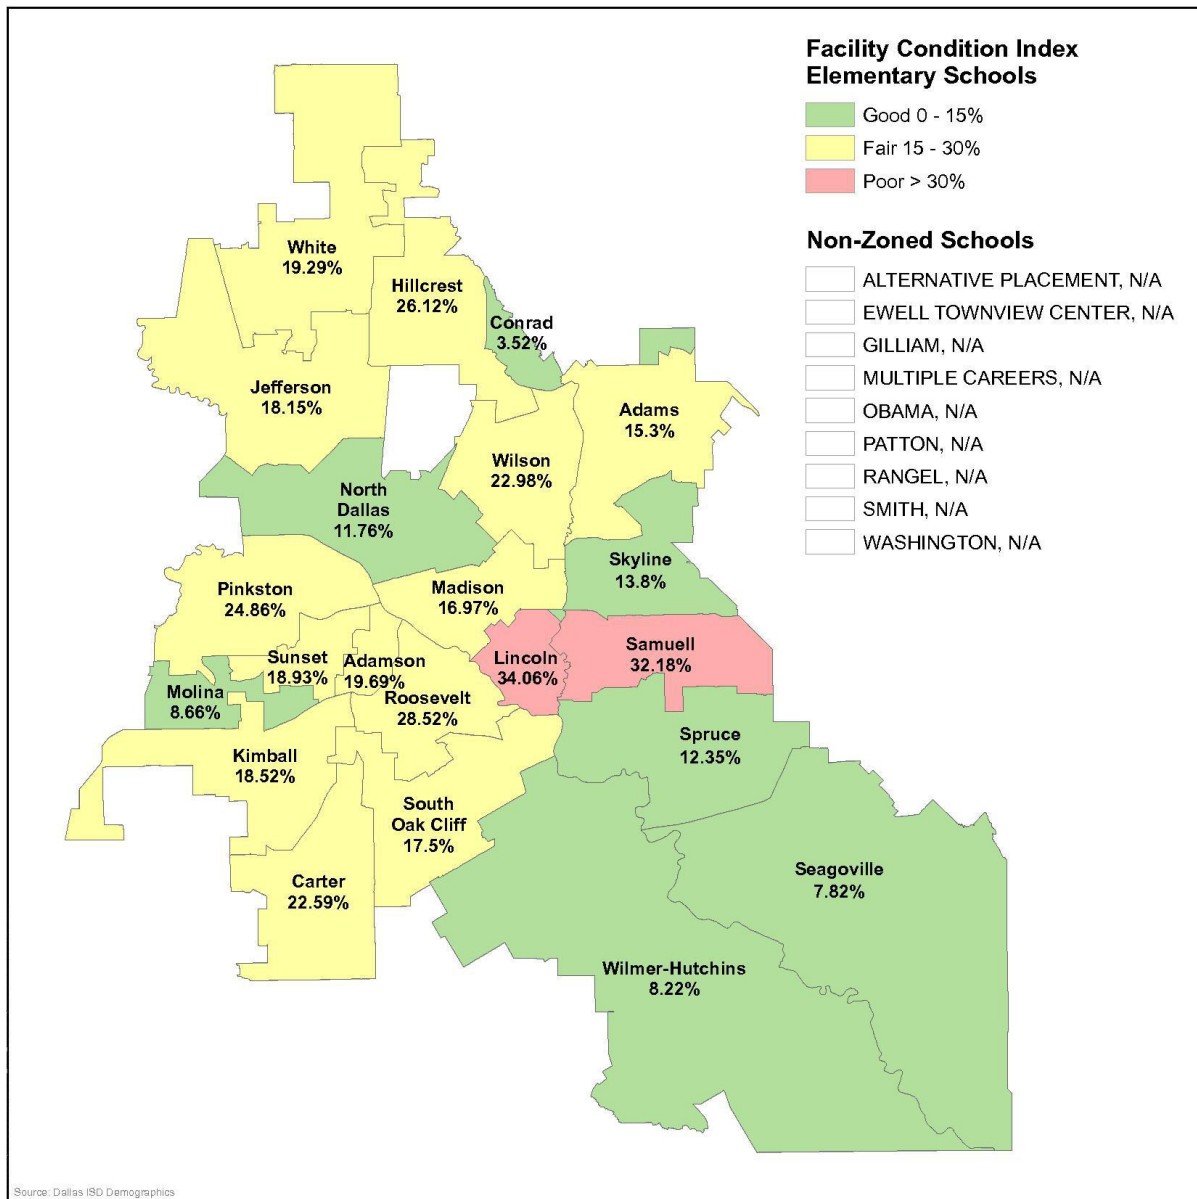 Facility Condition Index
Elementary Schools
Good 0 - 15%
Fair 15 - 30%
Poor > 30%
Non-Zoned Schools
ALTERNATIVE PLACEMENT, N/A
EWELL TOWNVIEW CENTER, N/A
GILLIAM, N/A
MULTIPLE CAREERS, N/A
OBAMA, N/A
PATTON, N/A
RANGEL, N/A
SMITH, N/A
WASHINGTON, N/A
White
19.29%
Hillcrest
26.12%
Conrad
3.52%
Jefferson
18.15%
Adams
15.3%
Wilson
22.98%
North
Dallas
11.76%
Skyline
13.8%
Pinkston
24.86%
Madison
16.97%
Sunset
18.93%
Adamson
19.69%
Lincoln
34.06%
Samuell
32.18%
Molina
8.66%
Roosevelt
28.52%
Spruce
12.35%
Kimball
18.52%
South
Oak Cliff
17.5%
Carter
22.59%
Seagoville
7.82%
Wilmer-Hutchins
8.22%
Source: Dallas ISD Demographics